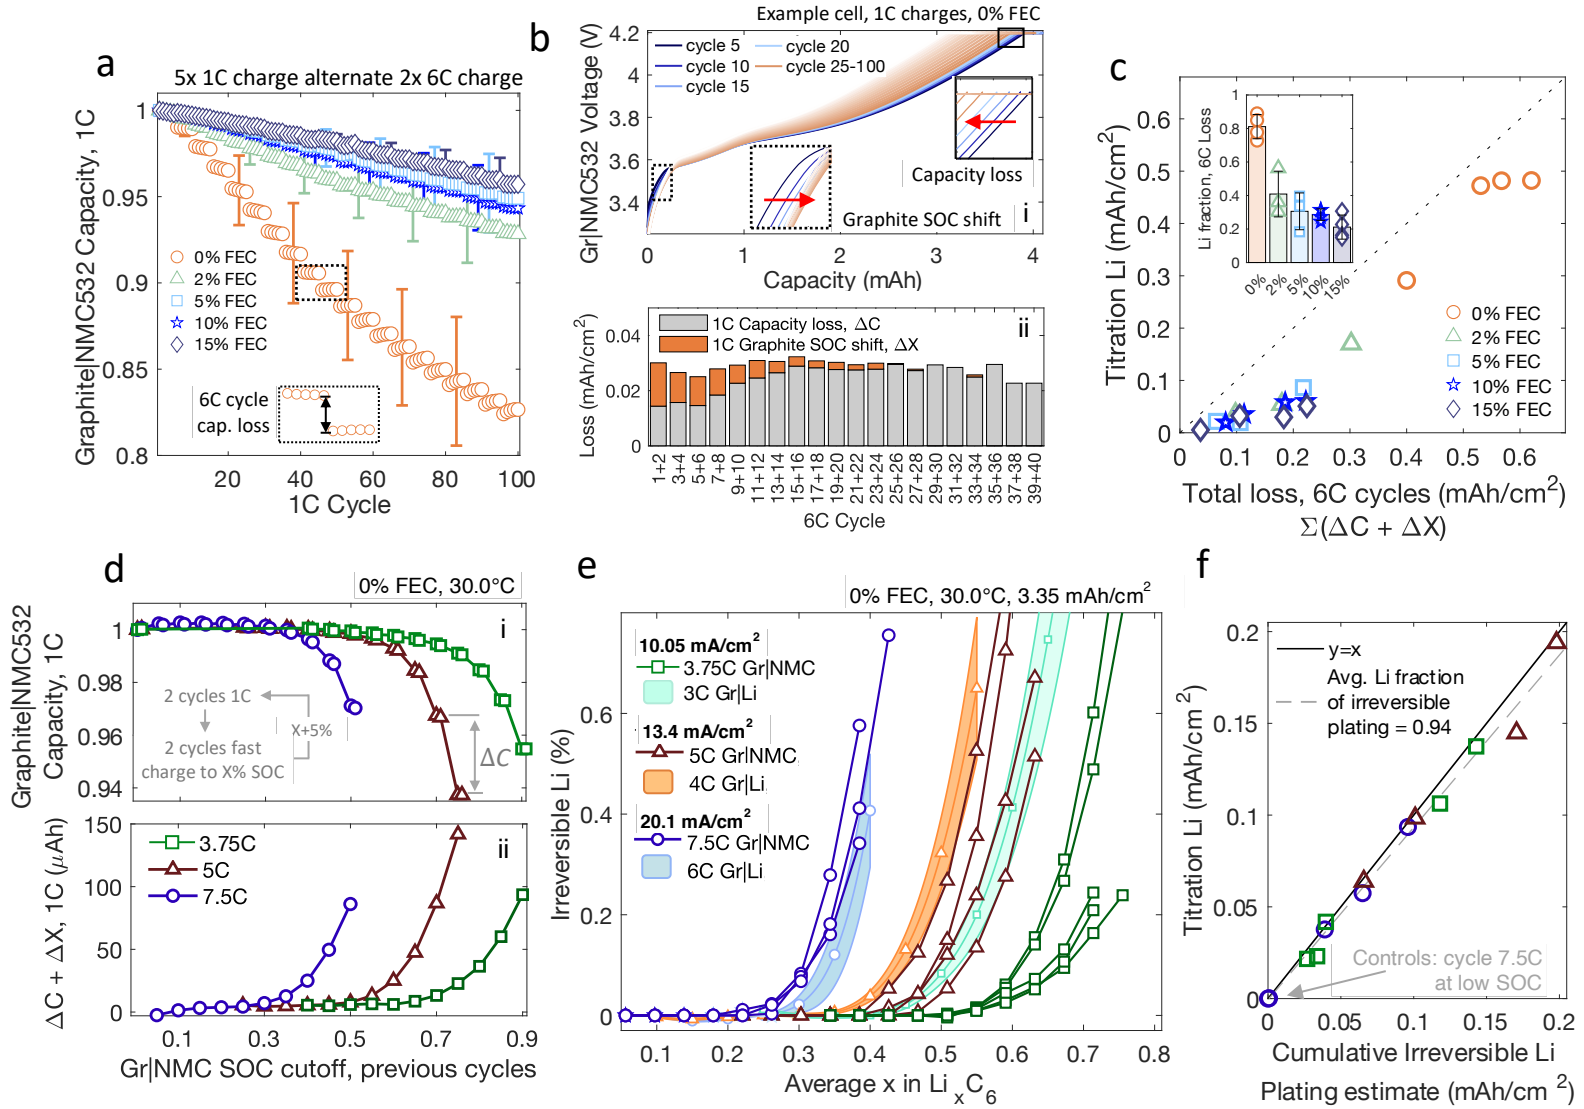 a
5x 1C charge alternate 2x 6C charge
Graphite|NMC532 Capacity, 1C
1
0.95
0.9
0.85
0.8
0% FEC
2% FEC
5% FEC
10% FEC
15% FEC
6C cycle
cap. loss
20
40
60
80
100
1C Cycle
b
Example cell, 1C charges, 0% FEC
Gr|NMC532 Voltage (V)
4.2
4
3.8
3.6
3.4
cycle 5
cycle 10
cycle 15
cycle 20
cycle 25-100
Capacity loss
Graphite SOC shift
i
0
1
2
3
4
Capacity (mAh)
ii
Loss (mAh/cm2)
0.04
0.02
0
1C Capacity loss, ΔC
1C Graphite SOC shift, ΔX
1+2
3+4
5+6
7+8
9+10
11+12
13+14
15+16
17+18
19+20
21+22
23+24
25+26
27+28
29+30
31+32
33+34
35+36
37+38
39+40
6C Cycle
c
Titration Li (mAh/cm2)
0.6
0.5
0.4
0.3
0.2
0.1
0
Li fraction, 6C Loss
1
0.8
0.6
0.4
0.2
0
0%
2%
5%
10%
15%
0% FEC
2% FEC
5% FEC
10% FEC
15% FEC
0
0.1
0.2
0.3
0.4
0.5
0.6
Total loss, 6C cycles (mAh/cm2)
Σ(ΔC + ΔX)
d
0% FEC, 30.0°C
Graphite|NMC532
Capacity, 1C
1
0.98
0.96
0.94
i
2 cycles 1C
X+5%
2 cycles fast
charge to X% SOC
ΔC
0.1
0.3
0.5
0.7
0.9
ii
ΔC + ΔX, 1C (μAh)
150
100
50
0
3.75C
5C
7.5C
0.1
0.3
0.5
0.7
0.9
Gr|NMC SOC cutoff, previous cycles
e
0% FEC, 30.0°C, 3.35 mAh/cm2
Irreversible Li (%)
0.6
0.4
0.2
0
10.05 mA/cm2
3.75C Gr|NMC
3C Gr|Li
13.4 mA/cm2
5C Gr|NMC
4C Gr|Li
20.1 mA/cm2
7.5C Gr|NMC
6C Gr|Li
0.1
0.2
0.3
0.4
0.5
0.6
0.7
0.8
Average x in LixC6
f
Titration Li (mAh/cm2)
0.2
0.15
0.1
0.05
0
y=x
Avg. Li fraction
of irreversible
plating = 0.94
Controls: cycle 7.5C
at low SOC
0
0.05
0.1
0.15
0.2
Cumulative Irreversible Li
Plating estimate (mAh/cm2)